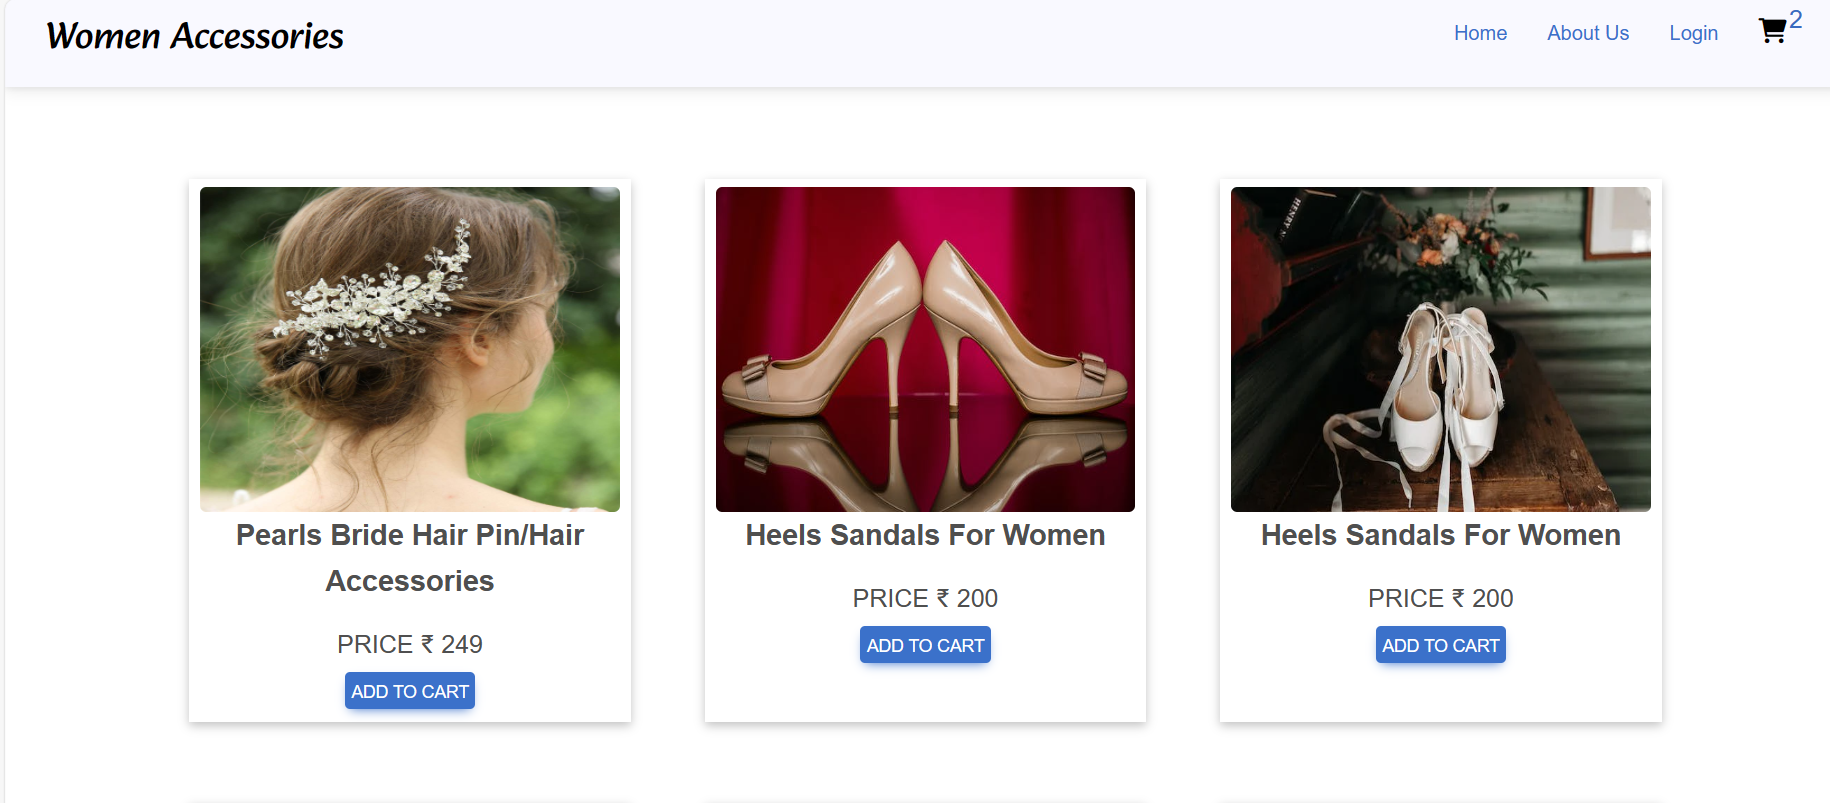 Women Accessories
Home
About Us
Login
2
HENRY
Pearls Bride Hair Pin/Hair
Accessories
PRICE ₹ 249
ADD TO CART
Heels Sandals For Women
PRICE ₹ 200
ADD TO CART
Heels Sandals For Women
PRICE ₹ 200
ADD TO CART